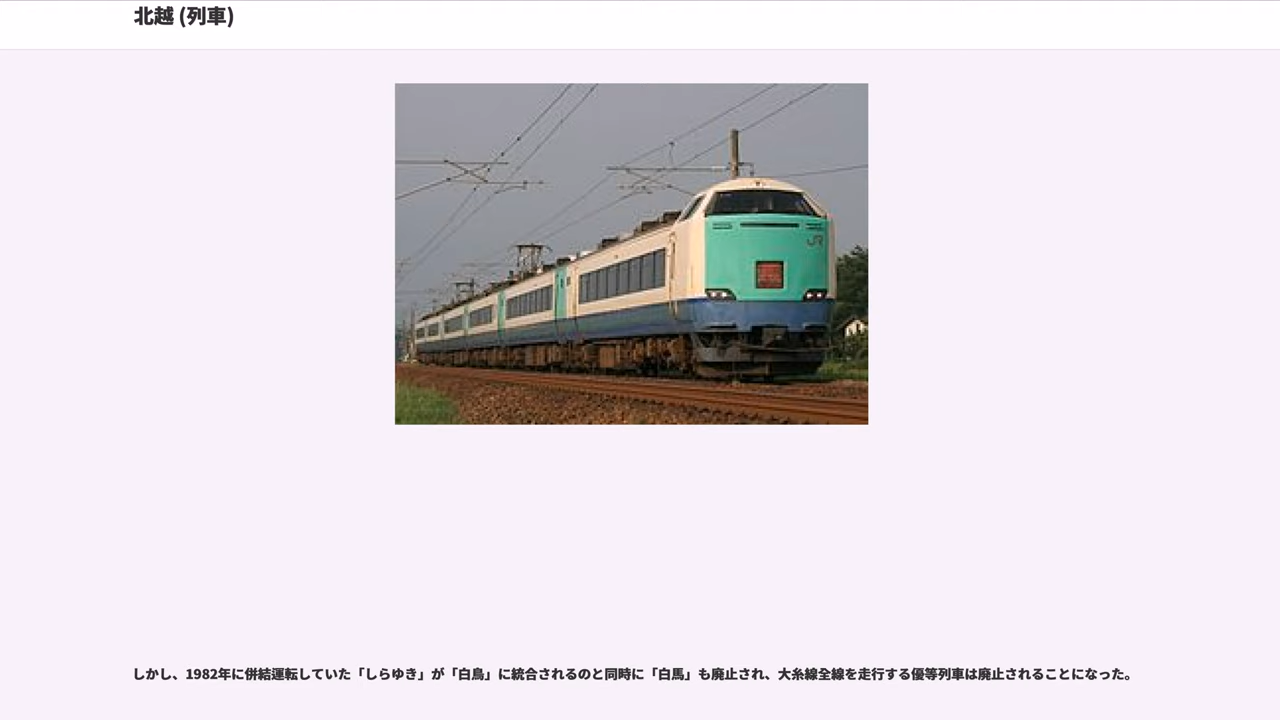 北越 (列車)
JR
しかし、1982年に併結運転していた「しらゆき」が「白鳥」に統合されるのと同時に「白馬」も廃止され、大糸線全線を走行する優等列車は廃止されることになった。